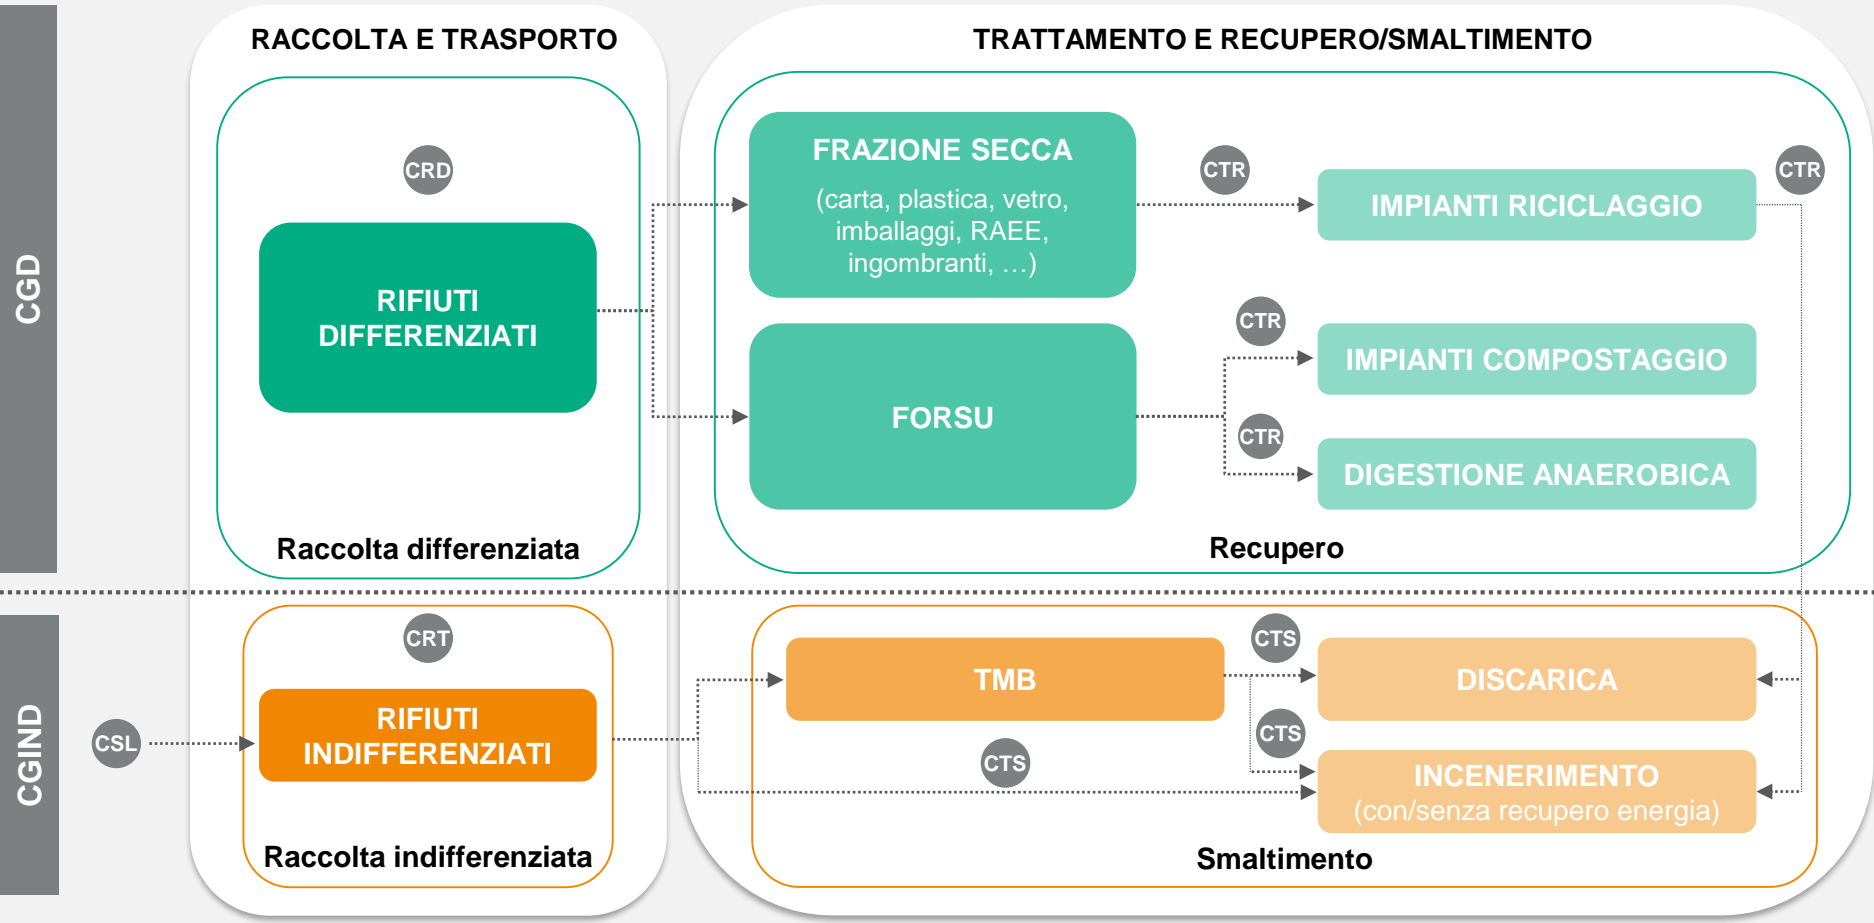 RACCOLTA E TRASPORTO
TRATTAMENTO E RECUPERO/SMALTIMENTO
CGD
CRD
RIFIUTI
DIFFERENZIATI
Raccolta differenziata
FRAZIONE SECCA
(carta, plastica, vetro,
imballaggi, RAEE,
ingombranti, …)
CTR
IMPIANTI RICICLAGGIO
CTR
FORSU
CTR
IMPIANTI COMPOSTAGGIO
CTR
DIGESTIONE ANAEROBICA
Recupero
CGIND
CSL
CRT
RIFIUTI
INDIFFERENZIATI
Raccolta indifferenziata
TMB
CTS
DISCARICA
CTS
CTS
INCENERIMENTO
(con/senza recupero energia)
Smaltimento